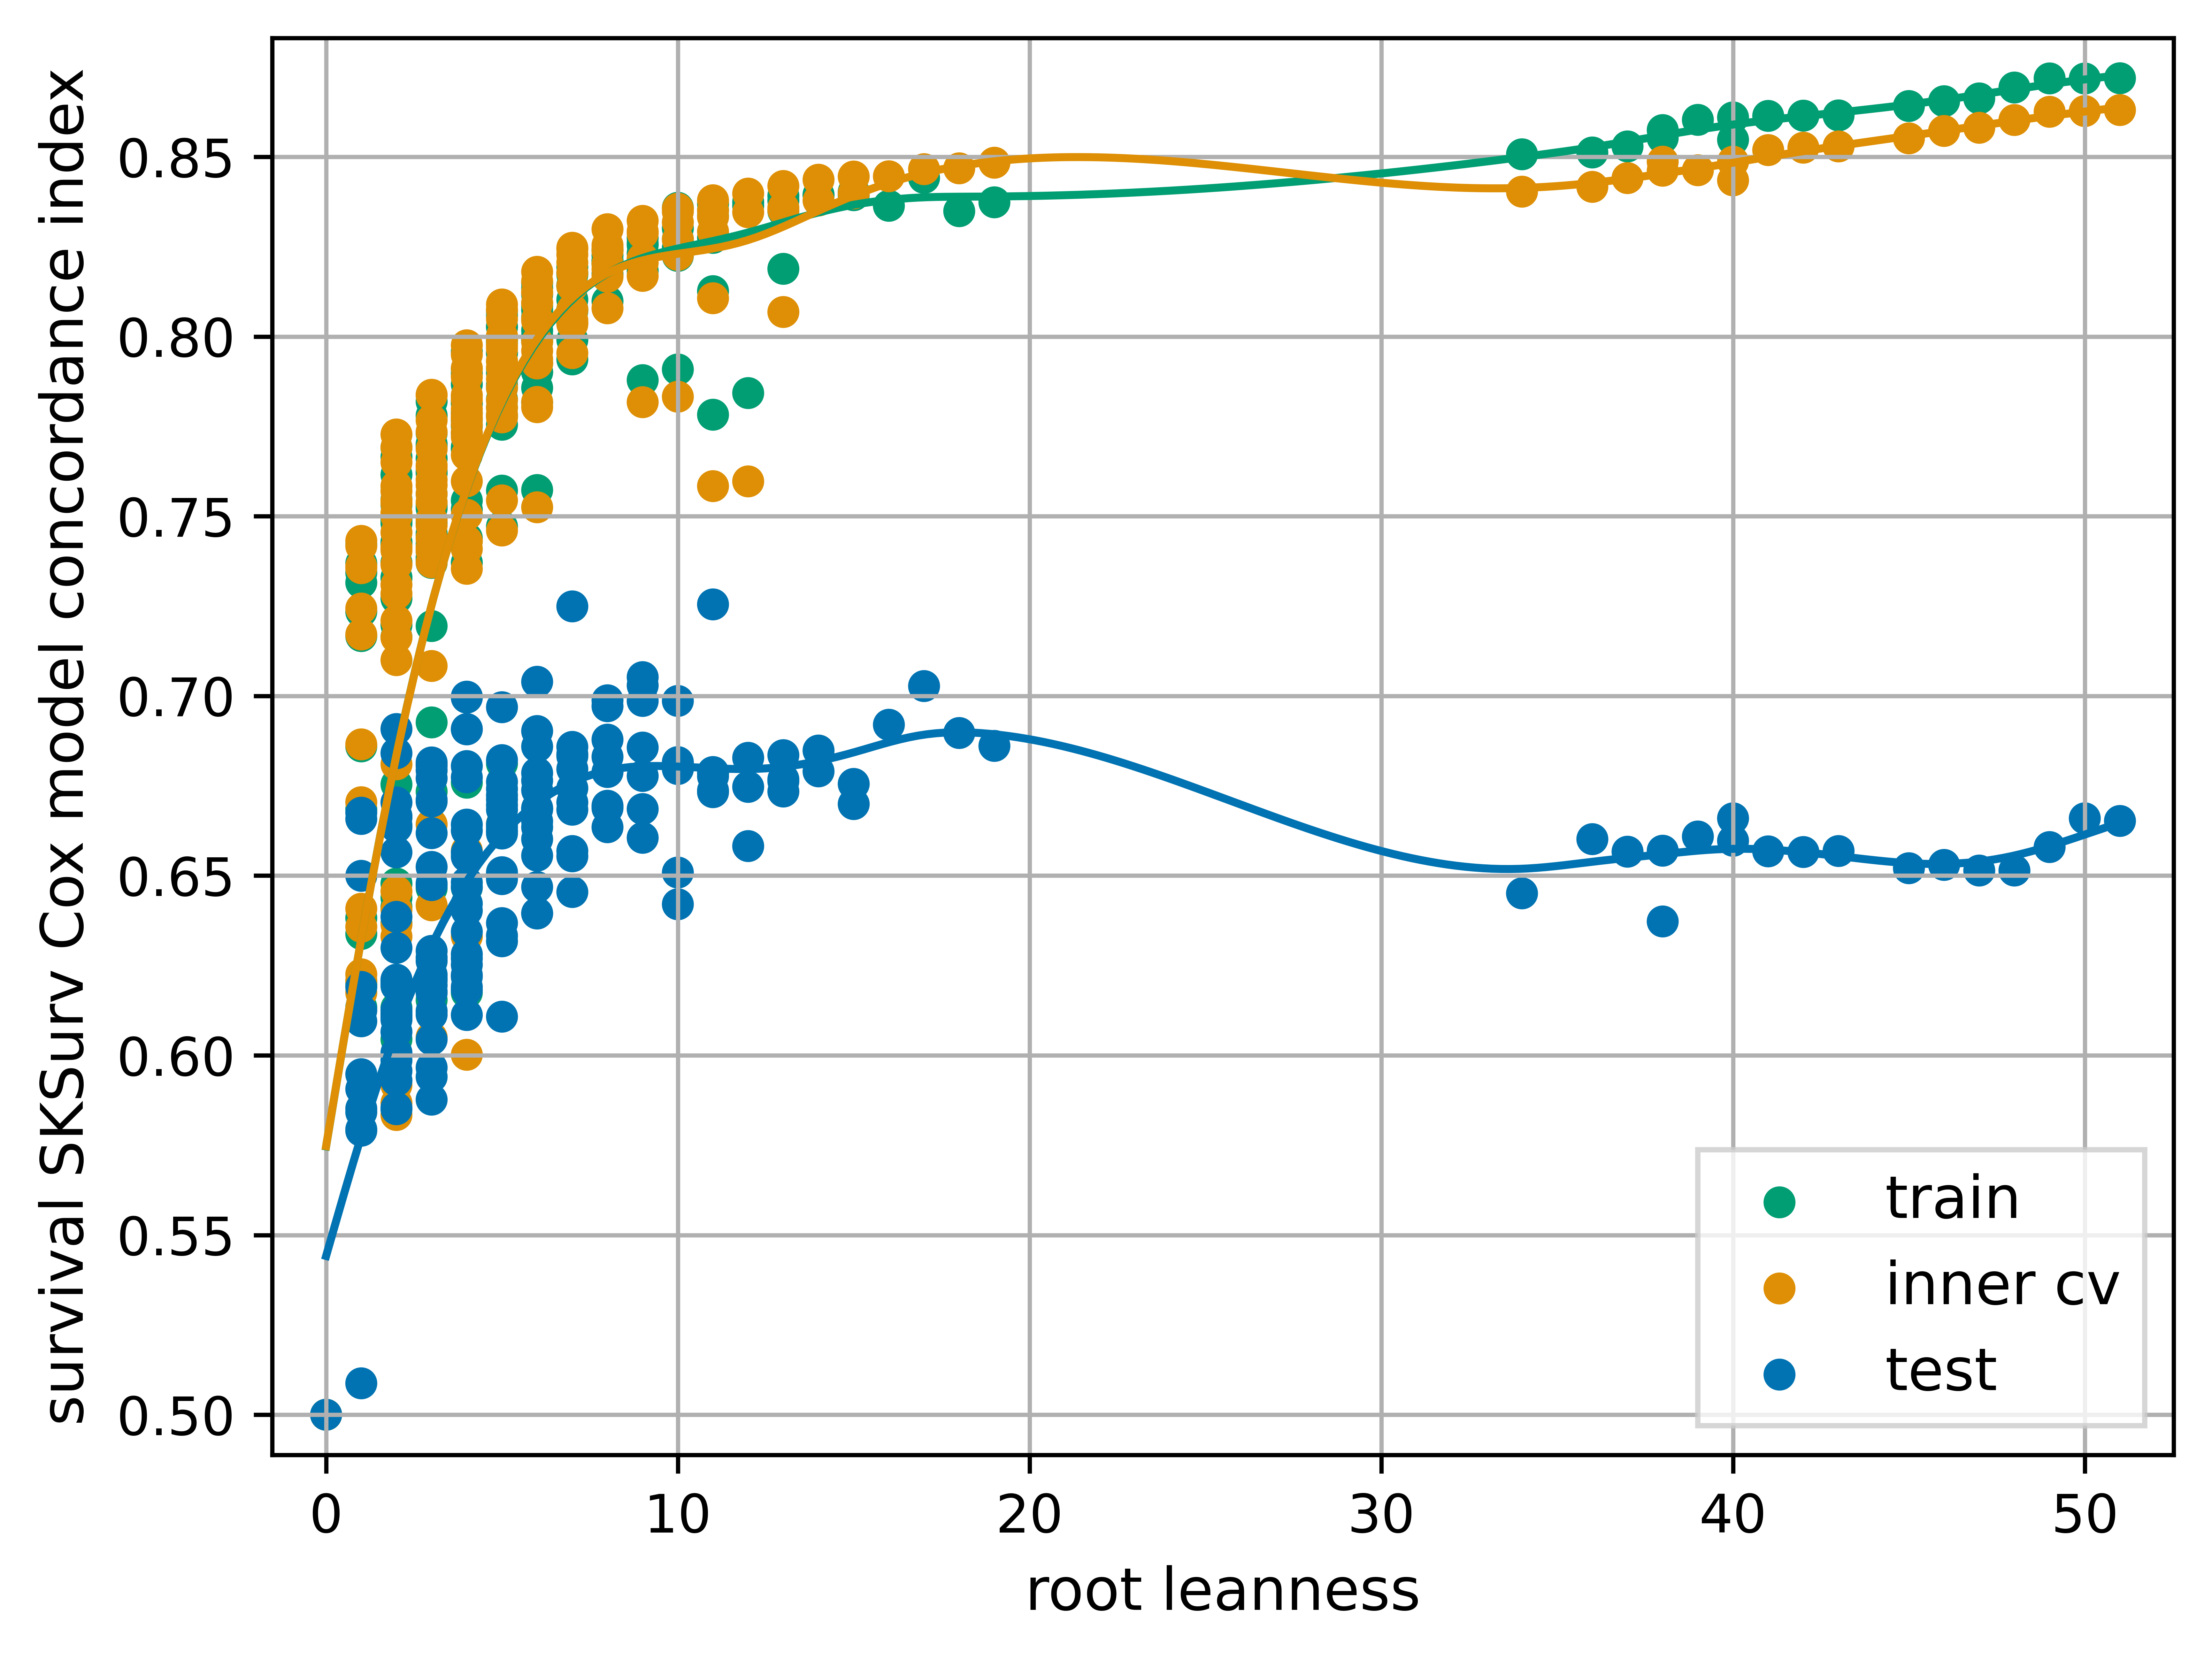 survival SKSurv Cox model concordance index
0.85
0.80
0.75
0.70
0.65
0.60
0.55
0.50
train
inner cv
test
0 10 20 30 40 50
root leanness